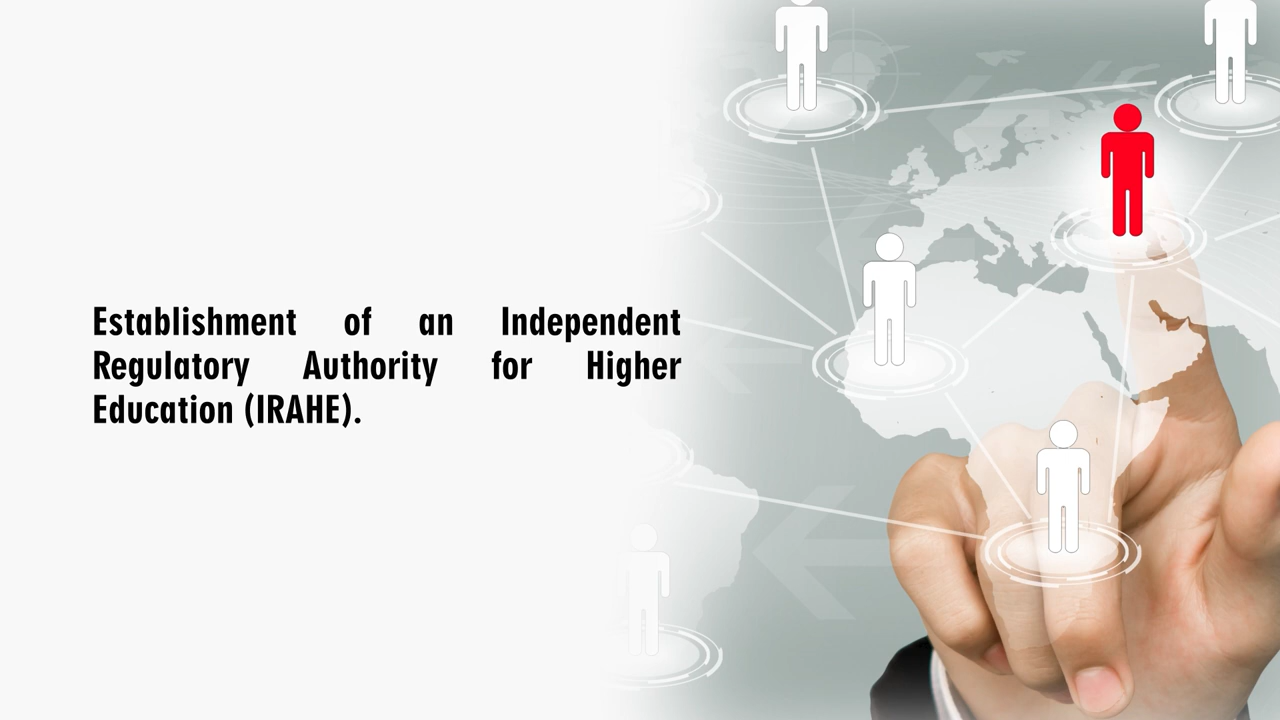 Establishment of an Independent
Regulatory Authority for Higher
Education (IRAHE).